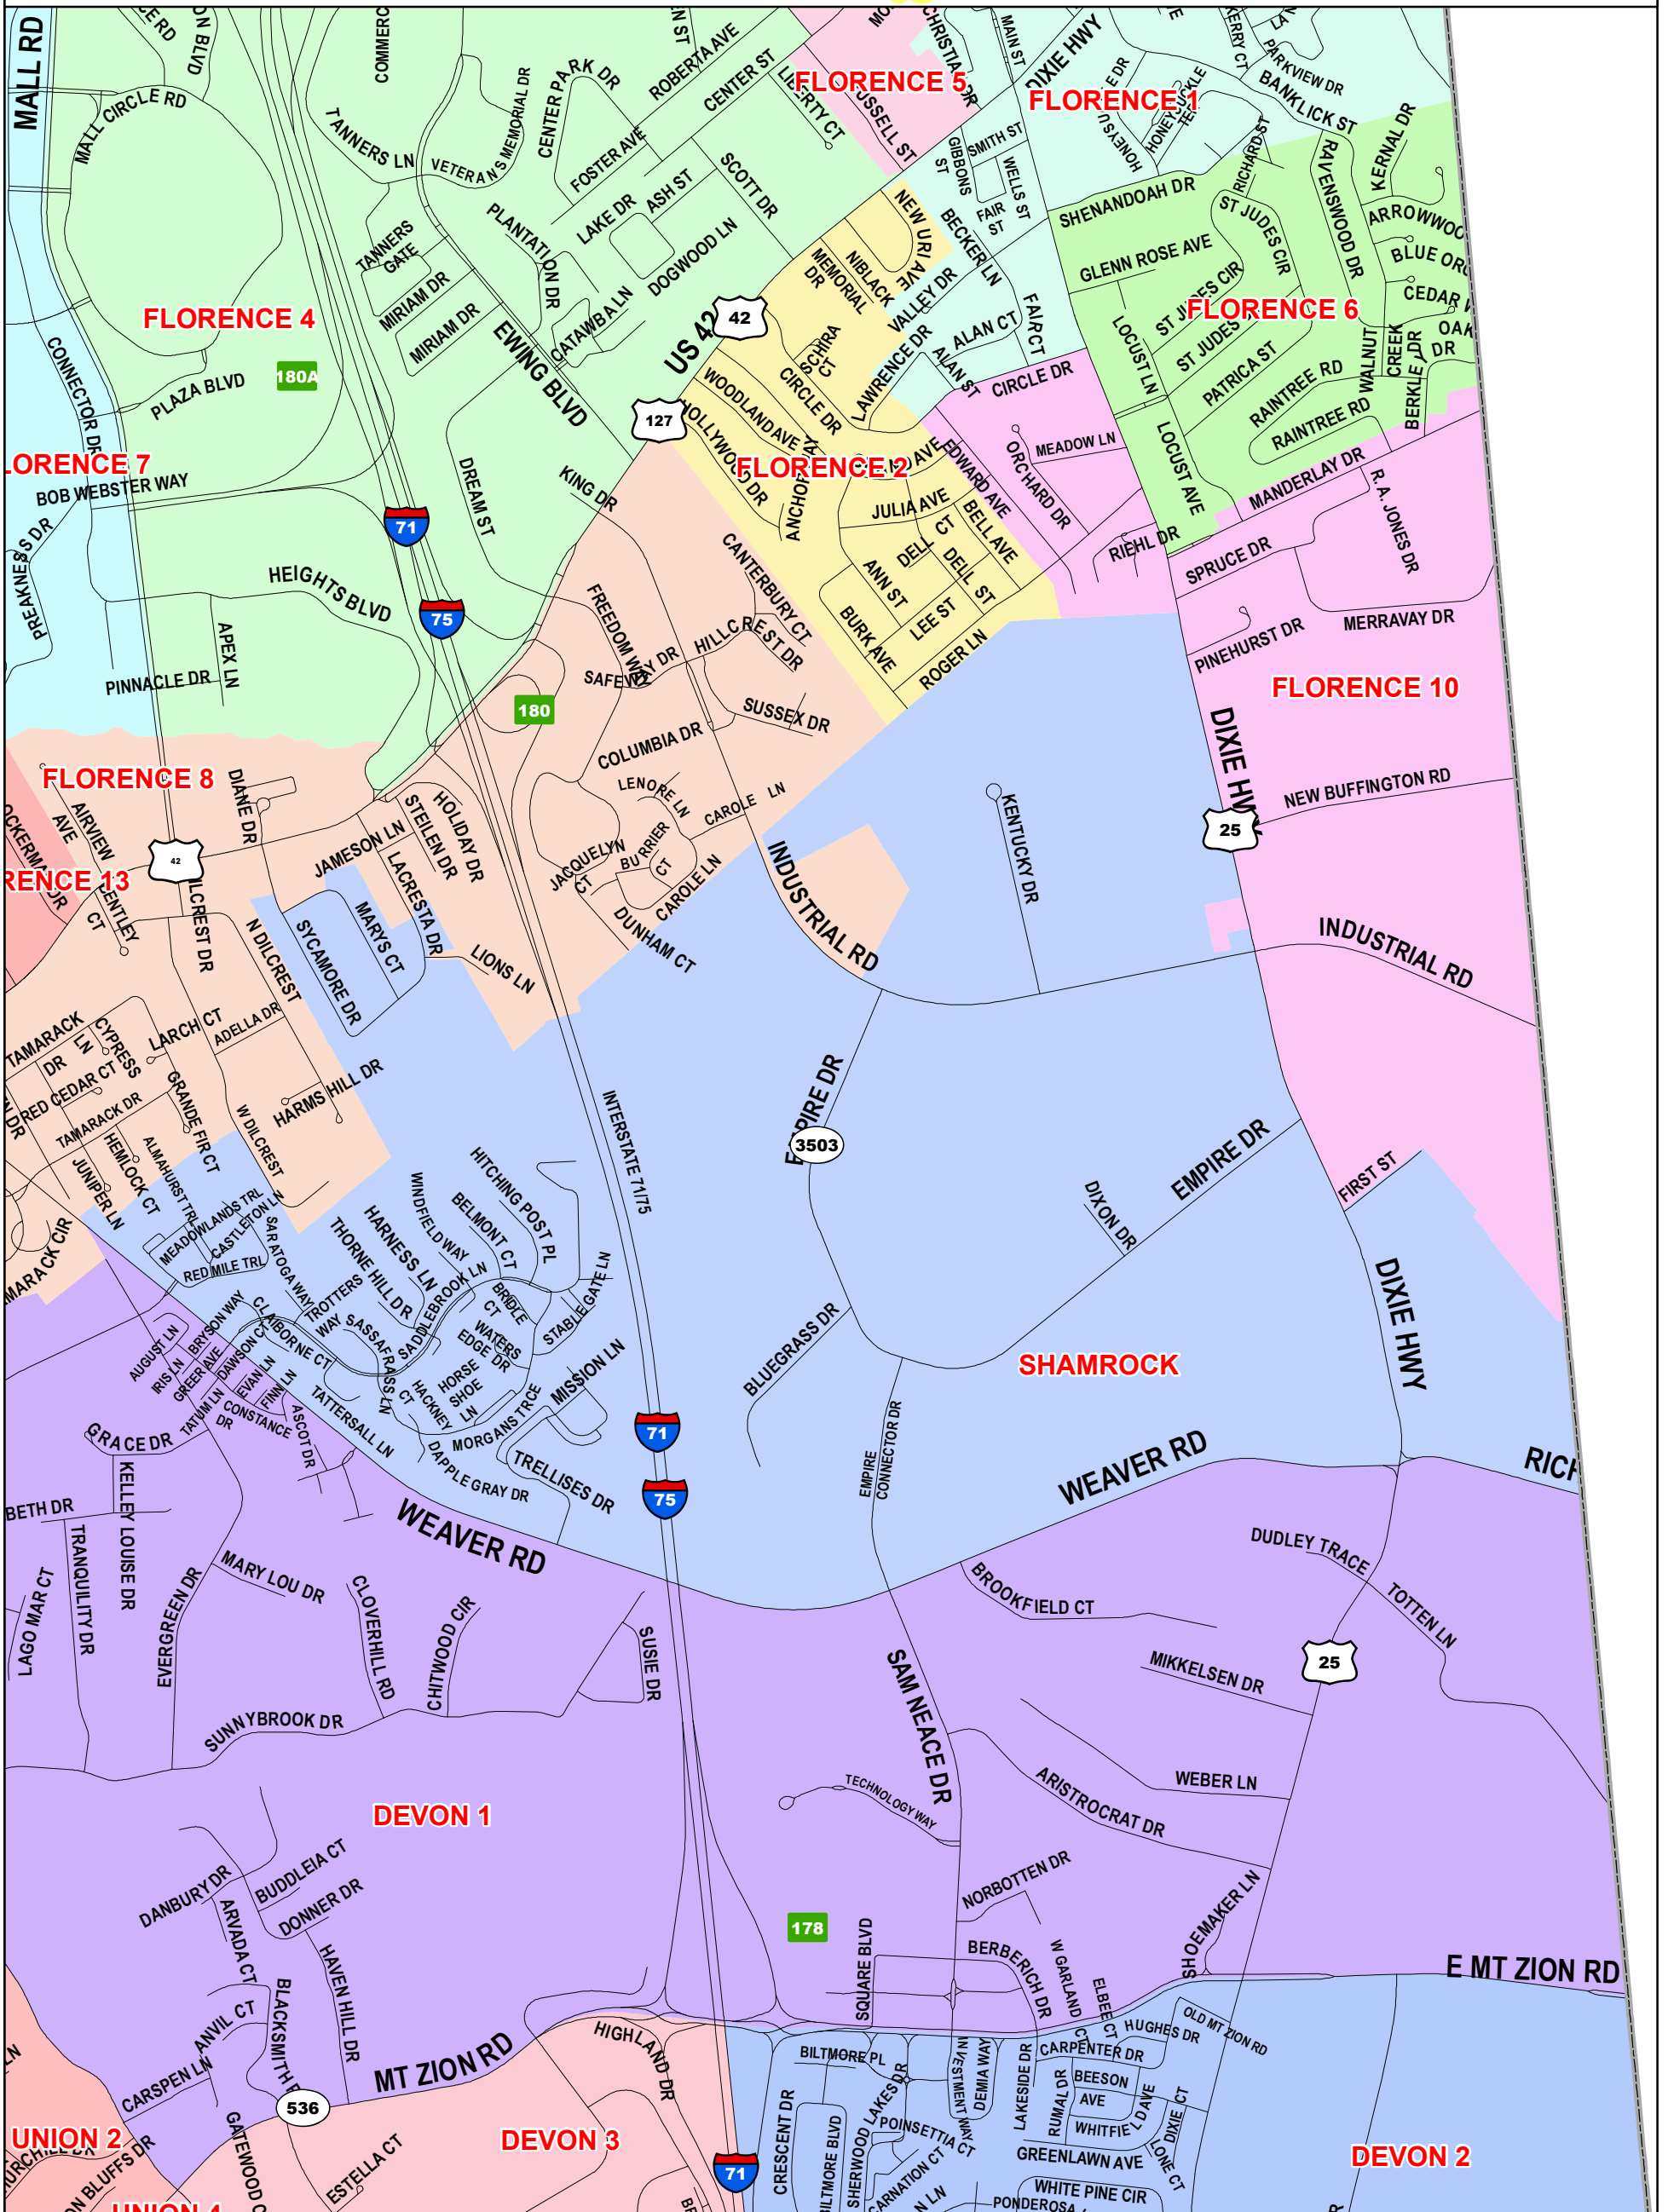 MALL RD
MALL CIRCLE RD
TANNERS LN
VETERANS MEMORIAL DR
CENTER PARK DR
ROBERTA AVE
CENTER ST
LIBERTY CT
FLORENCE 5
CHRISTIAN DR
MAIN ST
DIXIE HWY
FLORENCE 1
PARKVIEW DR
BANKLICK ST
KERNAL DR
FOSTER AVE
ASH ST
SCOTT DR
LAKE DR
PLANTATION DR
DOGWOOD LN
CATAWBA LN
TANNERS GATE
MIRIAM DR
MIRIAM DR
EWING BLVD
SMITH ST
GIBBONS ST
WELLS ST
FAIR ST
BECKER LN
SHENANDOAH DR
RICHARD ST
RAVENSWOOD DR
ST JUDES CIR
GLENN ROSE AVE
ST JUDES CIR
FLORENCE 6
FLORENCE 4
180A
US 42
42
127
NEW URI AVE
NIBLACK
MEMORIAL DR
VALLEY DR
LAWRENCE DR
ALAN CT
ALAN ST
FAIR CT
SCHIRA CT
CIRCLE DR
CIRCLE DR
WOODLAND AVE
FLORENCE 2
LOCUST LN
PATRICA ST
RAINTREE RD
RAINTREE RD
WALNUT CREEK
BERKLE DR
LOCUST AVE
MANDERLAY DR
R. A. JONES DR
CONNECTOR DR
PLAZA BLVD
BOB WEBSTER WAY
PREAKNESS DR
DREAM ST
KING DR
71
75
HEIGHTS BLVD
APEX LN
PINNACLE DR
EDWARD AVE
ORCHARD DR
MEADOW LN
JULIA AVE
BELL AVE
DELL CT
DELL ST
ANN ST
LEE ST
BURK AVE
ROGER LN
RIEHL DR
SPRUCE DR
PINEHURST DR
MERRAVAY DR
FLORENCE 10
CANTERBURY CT
HILLCREST DR
SUSSEX DR
COLUMBIA DR
180
LENORE LN
CAROLE LN
BURRIER CT
JACQUELYN CT
CAROLE LN
DUNHAM CT
INDUSTRIAL RD
KENTUCKY DR
25
NEW BUFFINGTON RD
INDUSTRIAL RD
FLORENCE 8
DIANE DR
AIRVIEW AVE
42
JAMESON LN
STEILEN DR
HOLIDAY DR
LACRESTA DR
MARYS CT
SYCAMORE DR
LIONS LN
N DILCREST
TAMARACK DR
CYPRESS LN
LARCH CT
ADELLA DR
RED CEDAR CT
TAMARACK DR
GRANDE FIR CT
HARMS HILL DR
W DILCREST
HEMLOCK CT
JUNIPER LN
ALMAHURST TRL
MEADOWLANDS TRL
CASTLETON LN
RED MILE TRL
SARATOGA WAY
INTERSTATE 71/75
EMPIRE DR
3503
EMPIRE DR
DIXON DR
FIRST ST
DIXIE HWY
HITCHING POST PL
BELMONT CT
WINDFIELD WAY
HARNESS LN
THORNE HILL DR
TROTTERS WAY
SADDLEBROOK LN
BRIDLE CT
STABLEGATE LN
WATERS EDGE DR
SASSAFRASS LN
HORSE SHOE LN
HACKNEY CT
MISSION LN
MORGANS TRCE
TRELLISES DR
DAPPLE GRAY DR
TATTERSALL LN
CLAIBORNE CT
BRYSON WAY
AUGUST LN
IRIS LN
GREER AVE
DAWSON CT
EVAN LN
FINN LN
TATUM LN
CONSTANCE DR
ASCOT DR
GRACE DR
KELLEY LOUISE DR
BETH DR
TRANQUILITY DR
LAGO MAR CT
BLUEGRASS DR
SHAMROCK
EMPIRE CONNECTOR DR
71
75
WEAVER RD
WEAVER RD
EVERGREEN DR
MARY LOU DR
CLOVERHILL RD
CHITWOOD CIR
SUSIE DR
SUNNYBROOK DR
BROOKFIELD CT
DUDLEY TRACE
TOTTEN LN
MIKKELSEN DR
25
SAM NEACE DR
WEBER LN
ARISTROCRAT DR
TECHNOLOGY WAY
DEVON 1
DANBURY DR
BUDDLEIA CT
DONNER DR
ARVADA CT
HAVEN HILL DR
ANVIL CT
CARSPEN LN
178
SQUARE BLVD
NORBOTTEN DR
BERBERICH DR
W GARLAND CT
ELBEE CT
SHOEMAKER LN
E MT ZION RD
OLD MT ZION RD
HUGHES DR
CARPENTER DR
BEESON AVE
RUMAL DR
LAKESIDE DR
WHITFIELD AVE
GREENLAWN AVE
DIXIE CT
LONE CT
WHITE PINE CIR
MT ZION RD
536
HIGHLAND DR
BILTMORE PL
CRESCENT DR
POINSETTIA CT
INVESTMENT WAY
UNION 2
GATEWOOD
ESTELLA CT
DEVON 3
71
DEVON 2